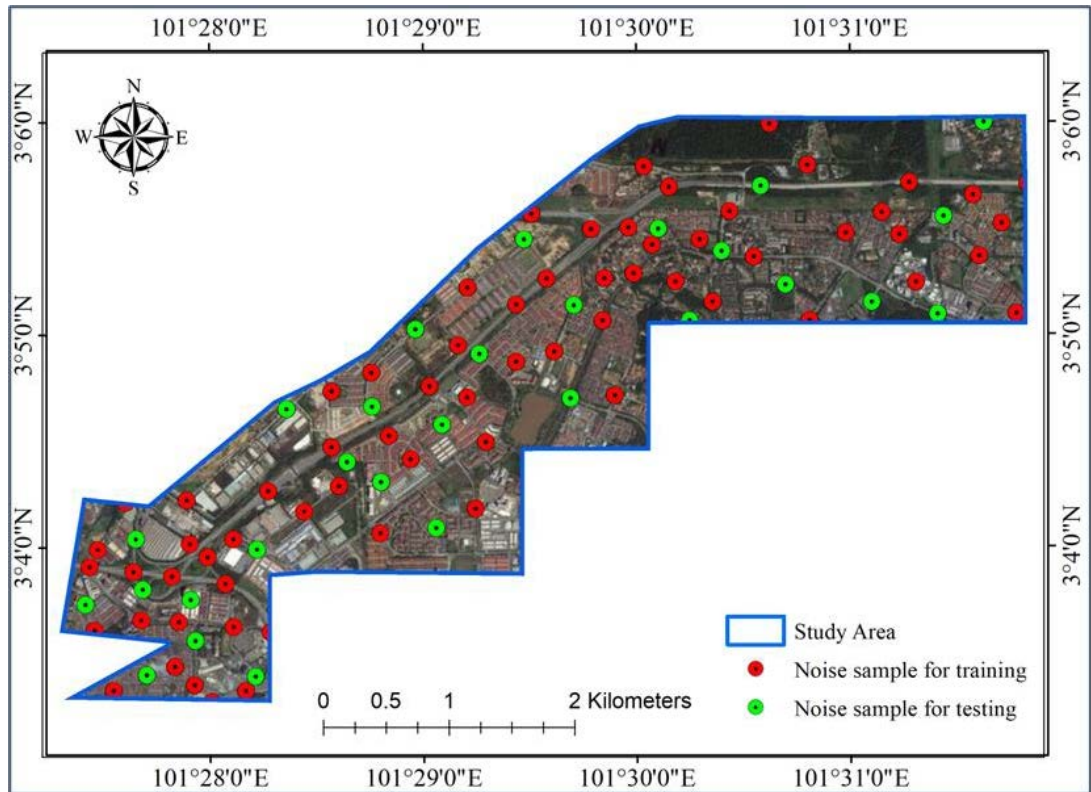 101°28'0"E 101°29'0"E 101°30'0"E 101°31'0"E
3°6'0"N
3°5'0"N
3°4'0"N
N
W E
S
3°6'0"N
3°5'0"N
3°4'0"N
Study Area
Noise sample for training
Noise sample for testing
0 0.5 1 2 Kilometers
101°28'0"E 101°29'0"E 101°30'0"E 101°31'0"E